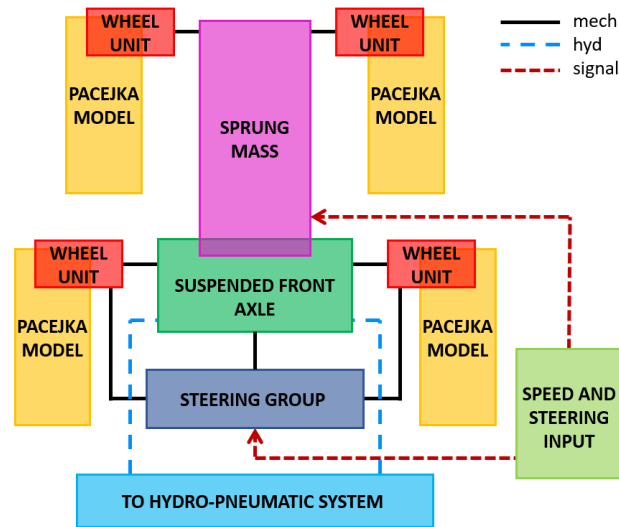 WHEEL
UNIT
WHEEL
UNIT
mech
hyd
signal
PACEJKA
MODEL
SPRUNG
MASS
PACEJKA
MODEL
WHEEL
UNIT
SUSPENDED FRONT
AXLE
WHEEL
UNIT
PACEJKA
MODEL
PACEJKA
MODEL
STEERING GROUP
SPEED AND
STEERING
INPUT
TO HYDRO-PNEUMATIC SYSTEM